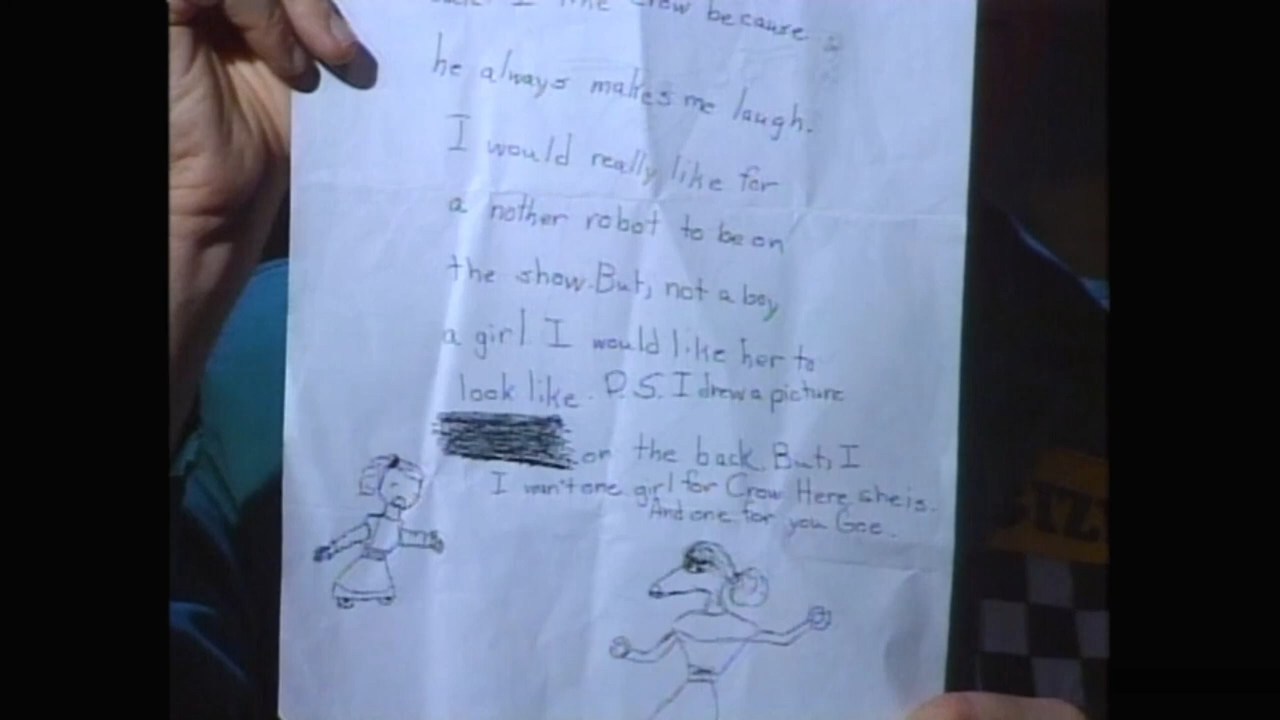 I like Crow because
he always makes me laugh.
I would really like for
a nother robot to be on
the show. But, not a boy
a girl I would like her to
look like. P.S. I drew a picture
on the back. But, I
I wan't one girl for Crow Here she is.
And one for you Gee.